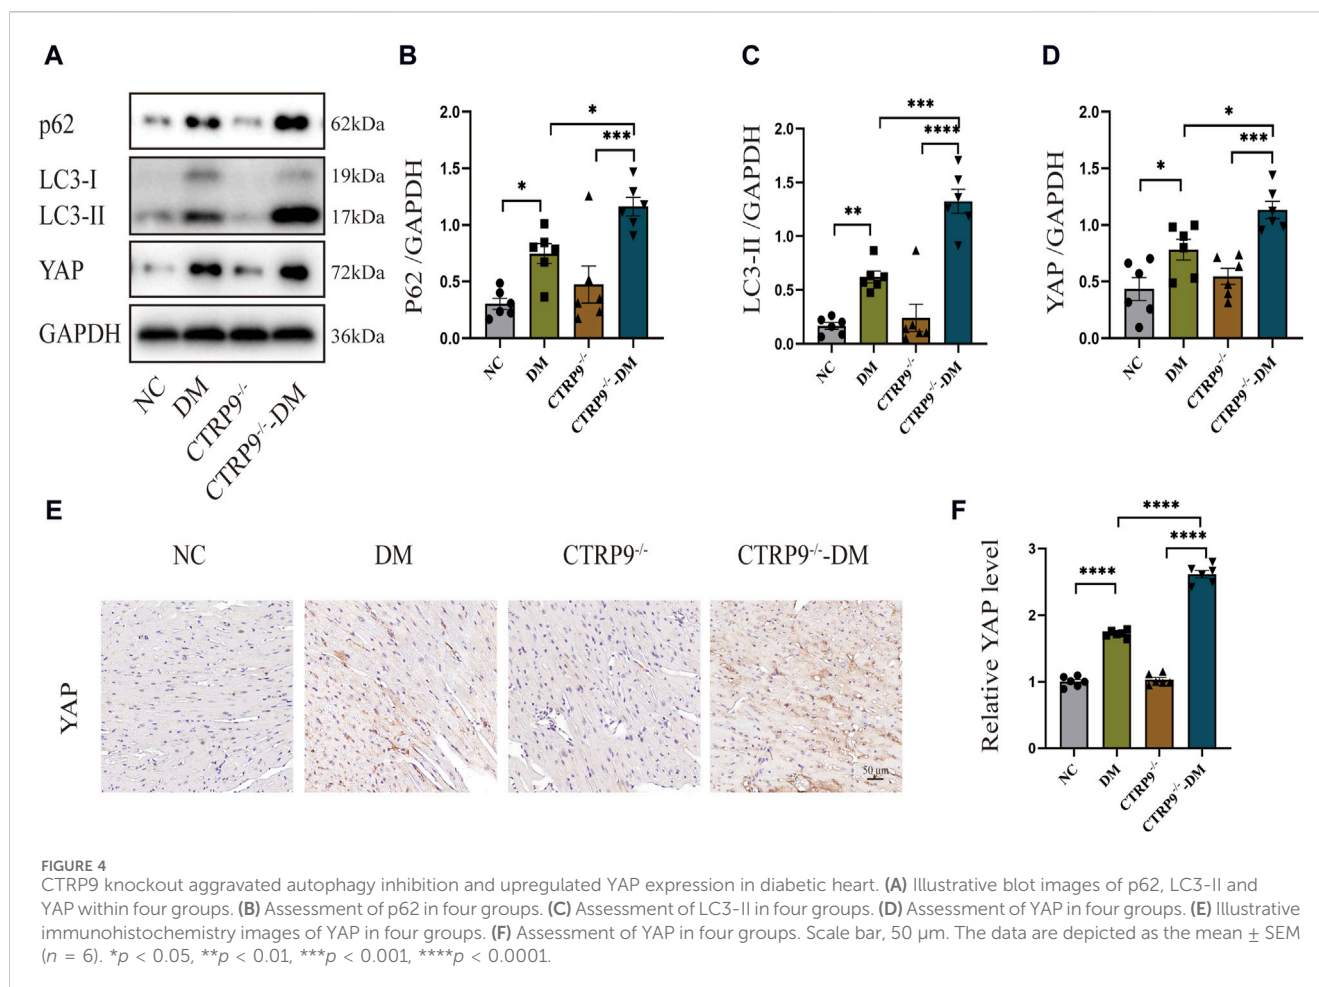 A
p62
62kDa
LC3-I
19kDa
LC3-II
17kDa
YAP
72kDa
GAPDH
36kDa
NC
DM
CTRP9-/-
CTRP9-/--DM
B
P62 /GAPDH
2.0
1.5
1.0
0.5
0.0
*
*
***
NC
DM
CTRP9-/-
CTRP9-/--DM
C
LC3-II /GAPDH
2.0
1.5
1.0
0.5
0.0
**
***
****
NC
DM
CTRP9-/-
CTRP9-/--DM
D
YAP /GAPDH
2.0
1.5
1.0
0.5
0.0
*
*
***
NC
DM
CTRP9-/-
CTRP9-/--DM
E
NC
DM
CTRP9-/-
CTRP9-/--DM
YAP
50 μm
F
Relative YAP level
3
2
1
0
****
****
****
NC
DM
CTRP9-/-
CTRP9-/--DM
FIGURE 4
CTRP9 knockout aggravated autophagy inhibition and upregulated YAP expression in diabetic heart. (A) Illustrative blot images of p62, LC3-II and
YAP within four groups. (B) Assessment of p62 in four groups. (C) Assessment of LC3-II in four groups. (D) Assessment of YAP in four groups. (E) Illustrative
immunohistochemistry images of YAP in four groups. (F) Assessment of YAP in four groups. Scale bar, 50 μm. The data are depicted as the mean ± SEM
(n = 6). *p < 0.05, **p < 0.01, ***p < 0.001, ****p < 0.0001.